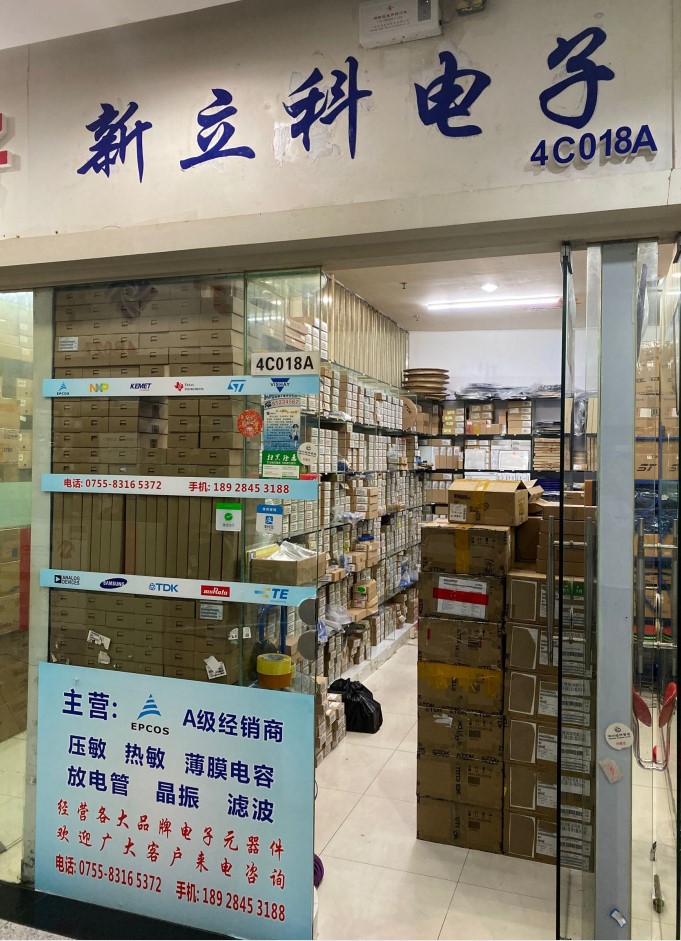 新立科电子
4C018A
4C018A
EPCOS NXP KEMET TEXAS INSTRUMENTS ST VISHAY
电话: 0755-8316 5372 手机: 189 2845 3188
ANALOG DEVICES SAMSUNG TDK muRata TE
ST
主营: EPCOS A级经销商
压敏 热敏 薄膜电容
放电管 晶振 滤波
经营各大品牌电子元器件
欢迎广大客户来电咨询
电话: 0755-8316 5372 手机: 189 2845 3188